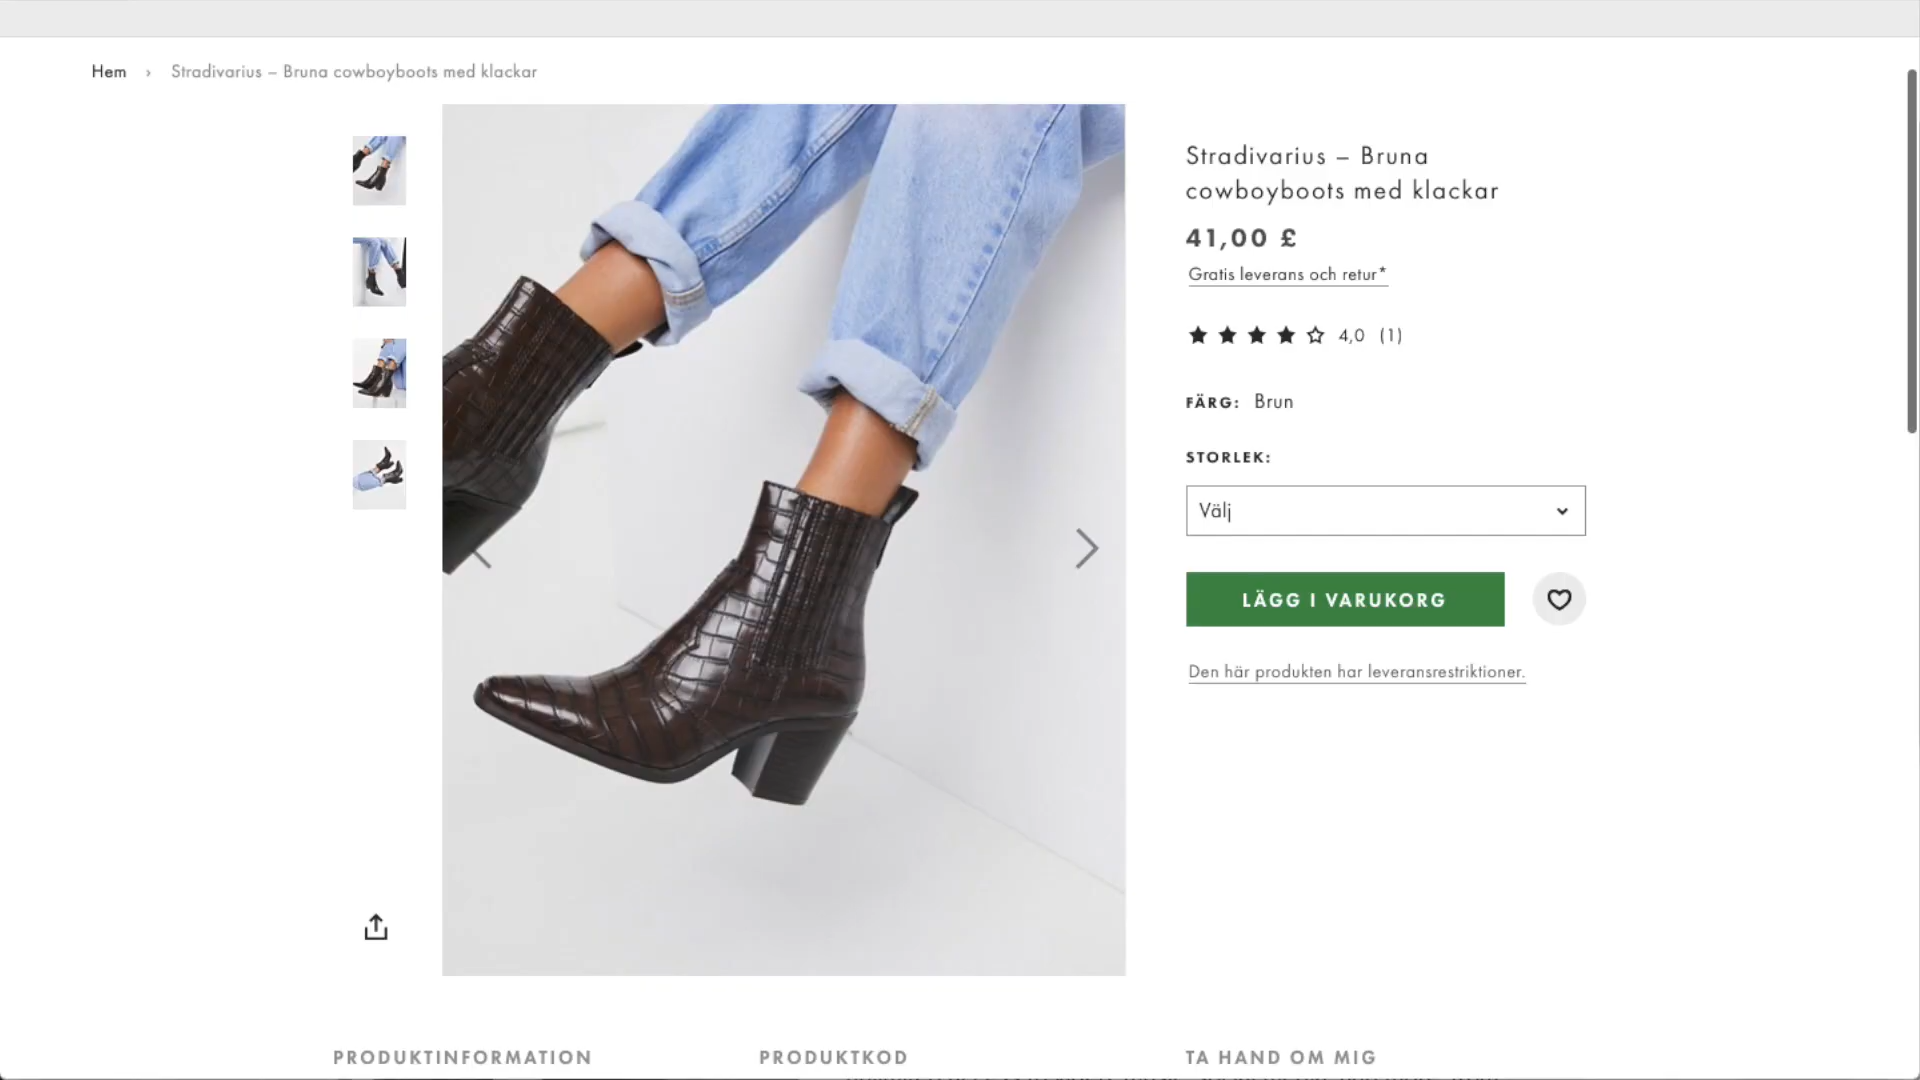 Hem › Stradivarius – Bruna cowboyboots med klackar
Stradivarius – Bruna
cowboyboots med klackar
41,00 £
Gratis leverans och retur*
4,0 (1)
FÄRG: Brun
STORLEK:
Välj
LÄGG I VARUKORG
Den här produkten har leveransrestriktioner.
PRODUKTINFORMATION
PRODUKTKOD
TA HAND OM MIG